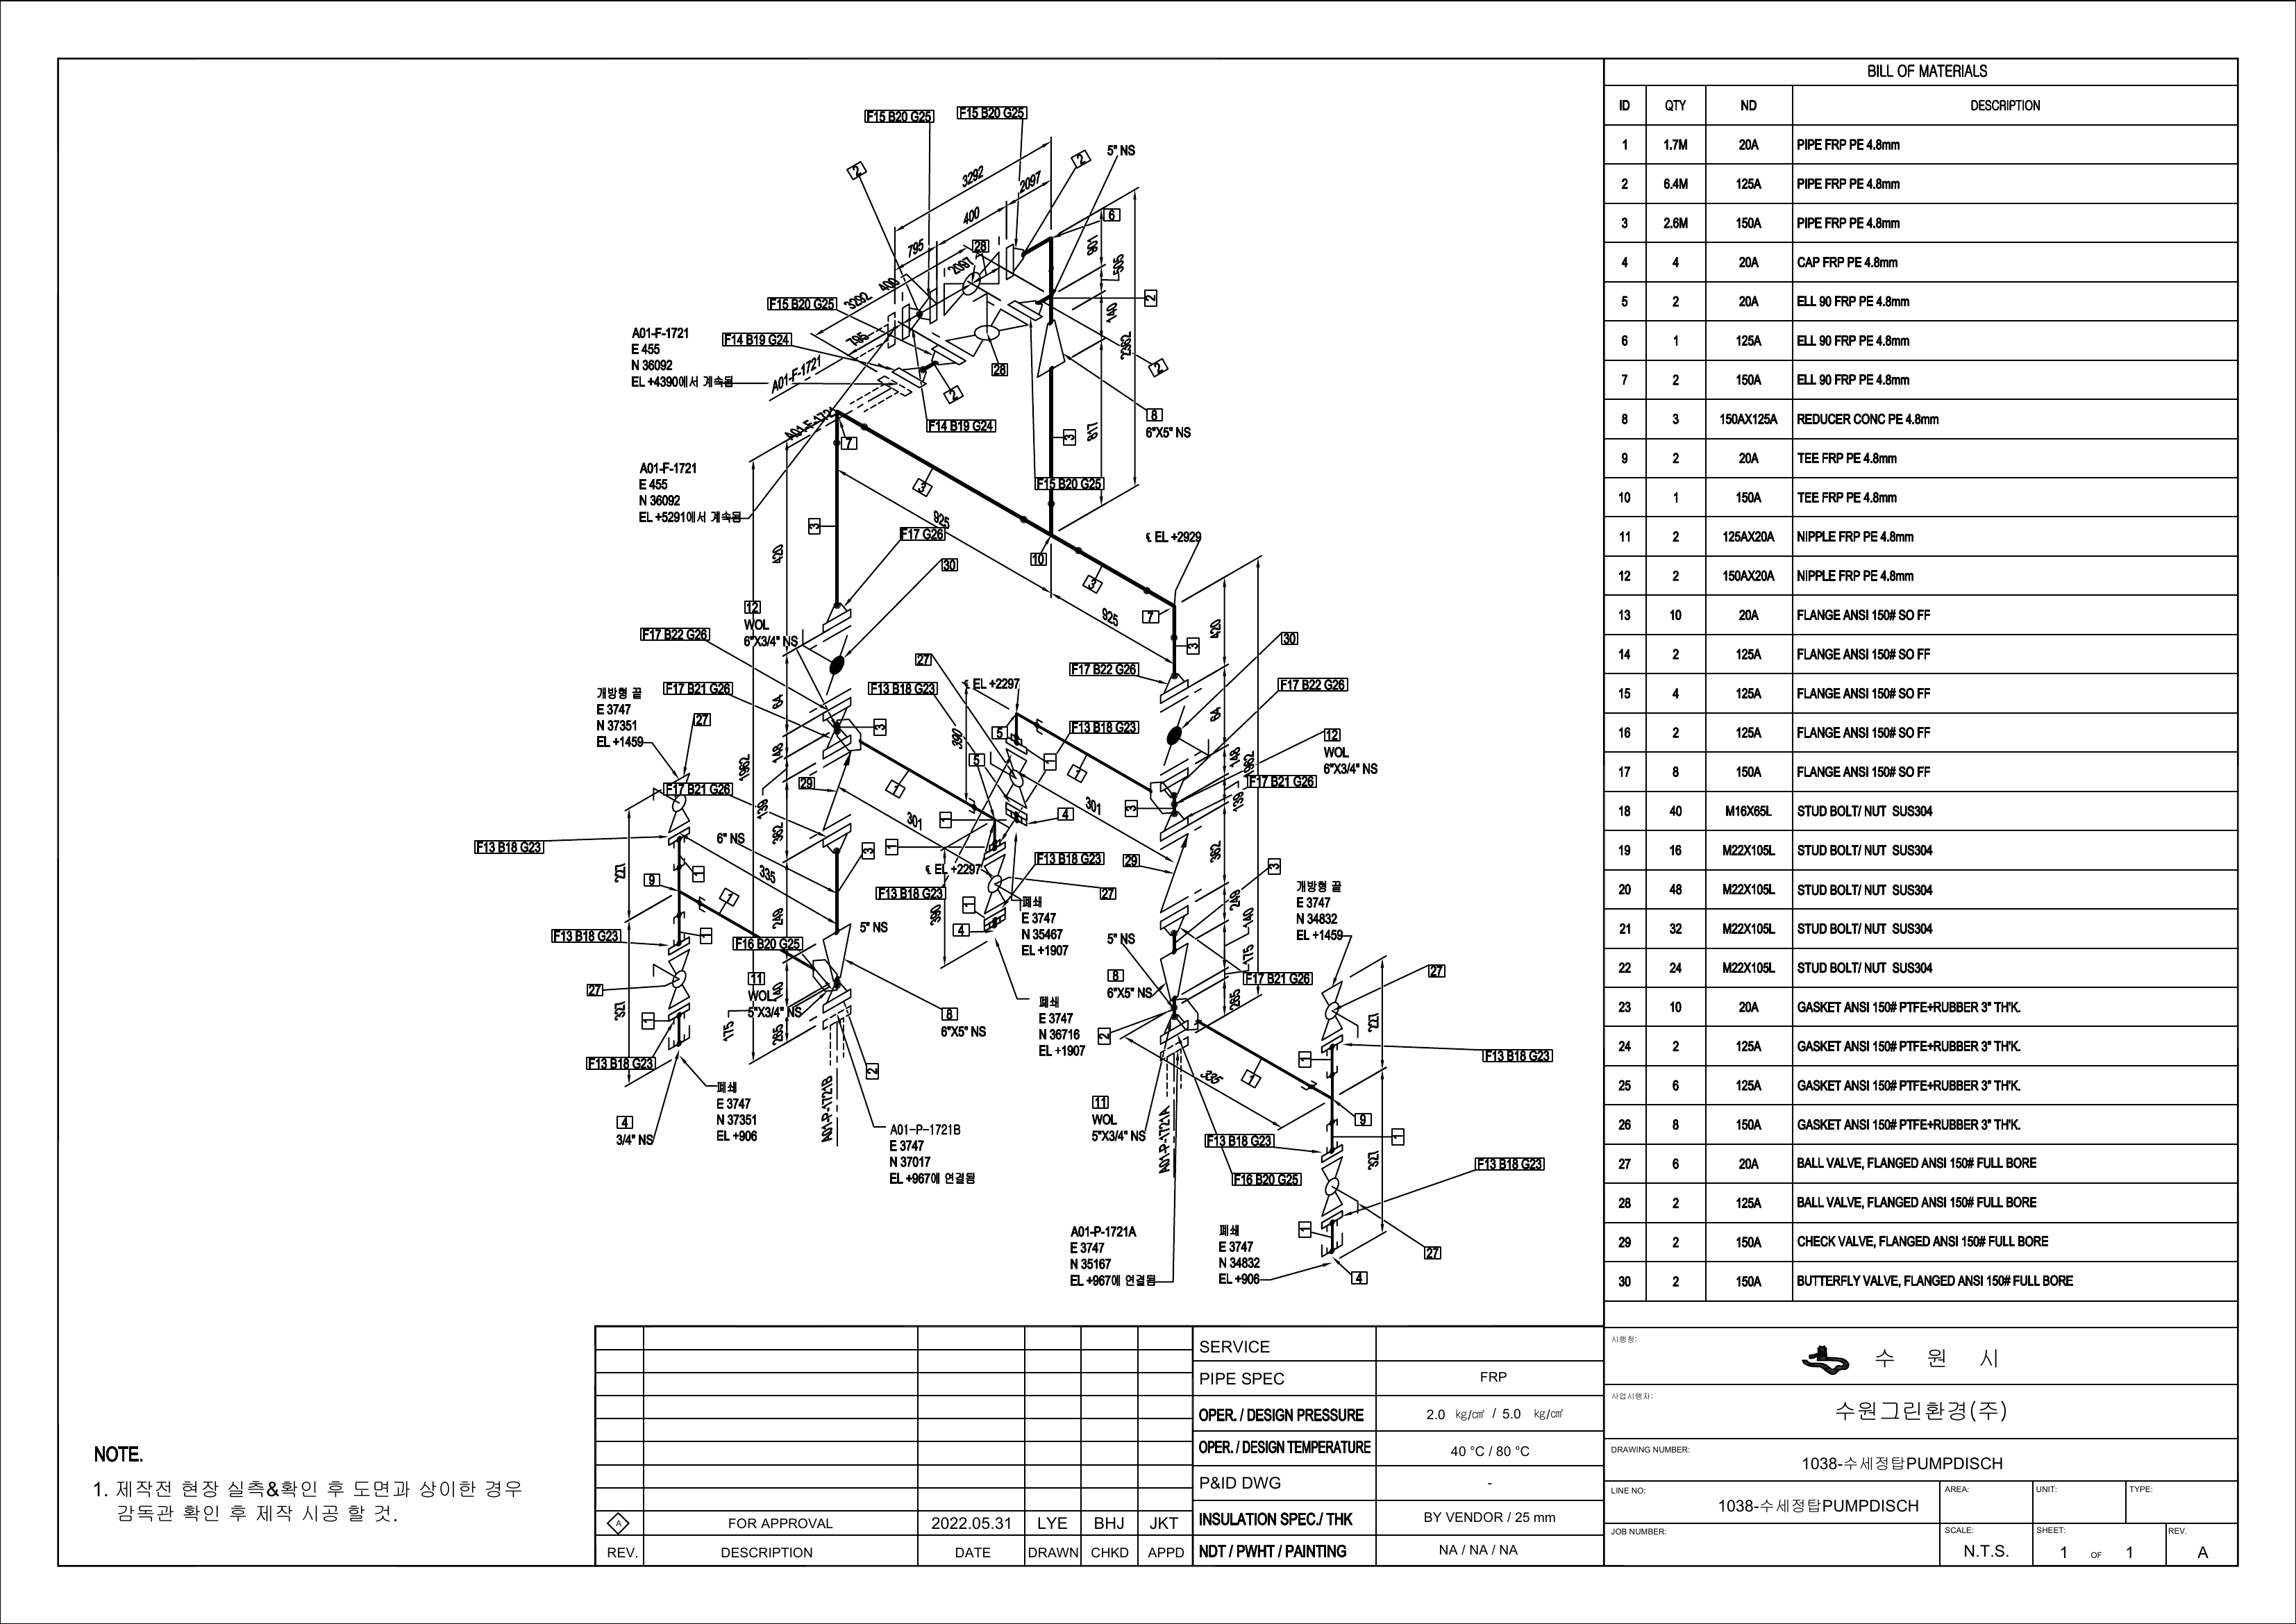 F15 B20 G25
F15 B20 G25
2
2
5" NS
3292
2097
400
795
6
28
2097
901
505
2
140
2362
3292
400
F15 B20 G25
795
F14 B19 G24
A01-F-1721
E 455
N 36092
EL +4390에서 계속됨
A01-F-1721
28
2
2
8
6"X5" NS
F14 B19 G24
A01-F-1721
7
3
817
3
F15 B20 G25
A01-F-1721
E 455
N 36092
EL +5291에서 계속됨
3
925
F17 G26
420
30
10
℄ EL +2929
3
12
WOL
6"X3/4" NS
925
7
420
3
30
F17 B22 G26
27
F17 B22 G26
F17 B22 G26
개방형 끝
E 3747
N 37351
EL +1459
F17 B21 G26
27
F13 B18 G23
℄ EL +2297
64
3
390
5
F13 B18 G23
64
12
WOL
6"X3/4" NS
148
1962
5
1
1
148
1962
F17 B21 G26
F17 B21 G26
29
1
139
301
1
4
301
3
139
6" NS
362
3
1
F13 B18 G23
29
362
3
F13 B18 G23
227
9
1
335
℄ EL +2297
F13 B18 G23
27
1
1
390
4
폐쇄
E 3747
N 35467
EL +1907
개방형 끝
E 3747
N 34832
EL +1459
249
249
140
F13 B18 G23
1
F16 B20 G25
5" NS
5" NS
175
11
WOL
5"X3/4" NS
140
8
6"X5" NS
F17 B21 G26
27
27
327
1
175
265
8
6"X5" NS
폐쇄
E 3747
N 36716
EL +1907
265
2
227
F13 B18 G23
2
335
1
1
F13 B18 G23
폐쇄
E 3747
N 37351
EL +906
4
3/4" NS
A01-P-1721B
A01-P-1721B
E 3747
N 37017
EL +967에 연결됨
11
WOL
5"X3/4" NS
A01-P-1721A
9
1
F13 B18 G23
327
F13 B18 G23
F16 B20 G25
A01-P-1721A
E 3747
N 35167
EL +967에 연결됨
폐쇄
E 3747
N 34832
EL +906
1
27
4
BILL OF MATERIALS
ID QTY ND DESCRIPTION
1 1.7M 20A PIPE FRP PE 4.8mm
2 6.4M 125A PIPE FRP PE 4.8mm
3 2.6M 150A PIPE FRP PE 4.8mm
4 4 20A CAP FRP PE 4.8mm
5 2 20A ELL 90 FRP PE 4.8mm
6 1 125A ELL 90 FRP PE 4.8mm
7 2 150A ELL 90 FRP PE 4.8mm
8 3 150AX125A REDUCER CONC PE 4.8mm
9 2 20A TEE FRP PE 4.8mm
10 1 150A TEE FRP PE 4.8mm
11 2 125AX20A NIPPLE FRP PE 4.8mm
12 2 150AX20A NIPPLE FRP PE 4.8mm
13 10 20A FLANGE ANSI 150# SO FF
14 2 125A FLANGE ANSI 150# SO FF
15 4 125A FLANGE ANSI 150# SO FF
16 2 125A FLANGE ANSI 150# SO FF
17 8 150A FLANGE ANSI 150# SO FF
18 40 M16X65L STUD BOLT/ NUT SUS304
19 16 M22X105L STUD BOLT/ NUT SUS304
20 48 M22X105L STUD BOLT/ NUT SUS304
21 32 M22X105L STUD BOLT/ NUT SUS304
22 24 M22X105L STUD BOLT/ NUT SUS304
23 10 20A GASKET ANSI 150# PTFE+RUBBER 3" TH'K.
24 2 125A GASKET ANSI 150# PTFE+RUBBER 3" TH'K.
25 6 125A GASKET ANSI 150# PTFE+RUBBER 3" TH'K.
26 8 150A GASKET ANSI 150# PTFE+RUBBER 3" TH'K.
27 6 20A BALL VALVE, FLANGED ANSI 150# FULL BORE
28 2 125A BALL VALVE, FLANGED ANSI 150# FULL BORE
29 2 150A CHECK VALVE, FLANGED ANSI 150# FULL BORE
30 2 150A BUTTERFLY VALVE, FLANGED ANSI 150# FULL BORE
NOTE.
1. 제작전 현장 실측&확인 후 도면과 상이한 경우
감독관 확인 후 제작 시공 할 것.
A FOR APPROVAL 2022.05.31 LYE BHJ JKT
REV. DESCRIPTION DATE DRAWN CHKD APPD
SERVICE
PIPE SPEC FRP
OPER. / DESIGN PRESSURE 2.0 ㎏/㎠ / 5.0 ㎏/㎠
OPER. / DESIGN TEMPERATURE 40 °C / 80 °C
P&ID DWG -
INSULATION SPEC./ THK BY VENDOR / 25 mm
NDT / PWHT / PAINTING NA / NA / NA
시행청:
수 원 시
사업시행자:
수원그린환경(주)
DRAWING NUMBER:
1038-수세정탑PUMPDISCH
LINE NO: AREA: UNIT: TYPE:
1038-수세정탑PUMPDISCH
JOB NUMBER: SCALE: SHEET: REV.
N.T.S. 1 OF 1 A